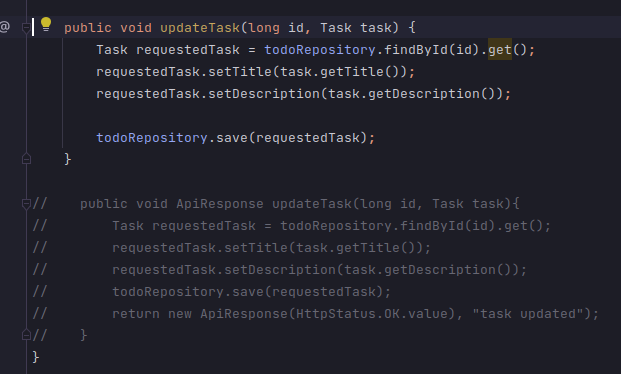 @
public void updateTask(long id, Task task) {
Task requestedTask = todoRepository.findById(id).get();
requestedTask.setTitle(task.getTitle());
requestedTask.setDescription(task.getDescription());
todoRepository.save(requestedTask);
}
// public void ApiResponse updateTask(long id, Task task){
// Task requestedTask = todoRepository.findById(id).get();
// requestedTask.setTitle(task.getTitle());
// requestedTask.setDescription(task.getDescription());
// todoRepository.save(requestedTask);
// return new ApiResponse(HttpStatus.OK.value), "task updated");
// }
}